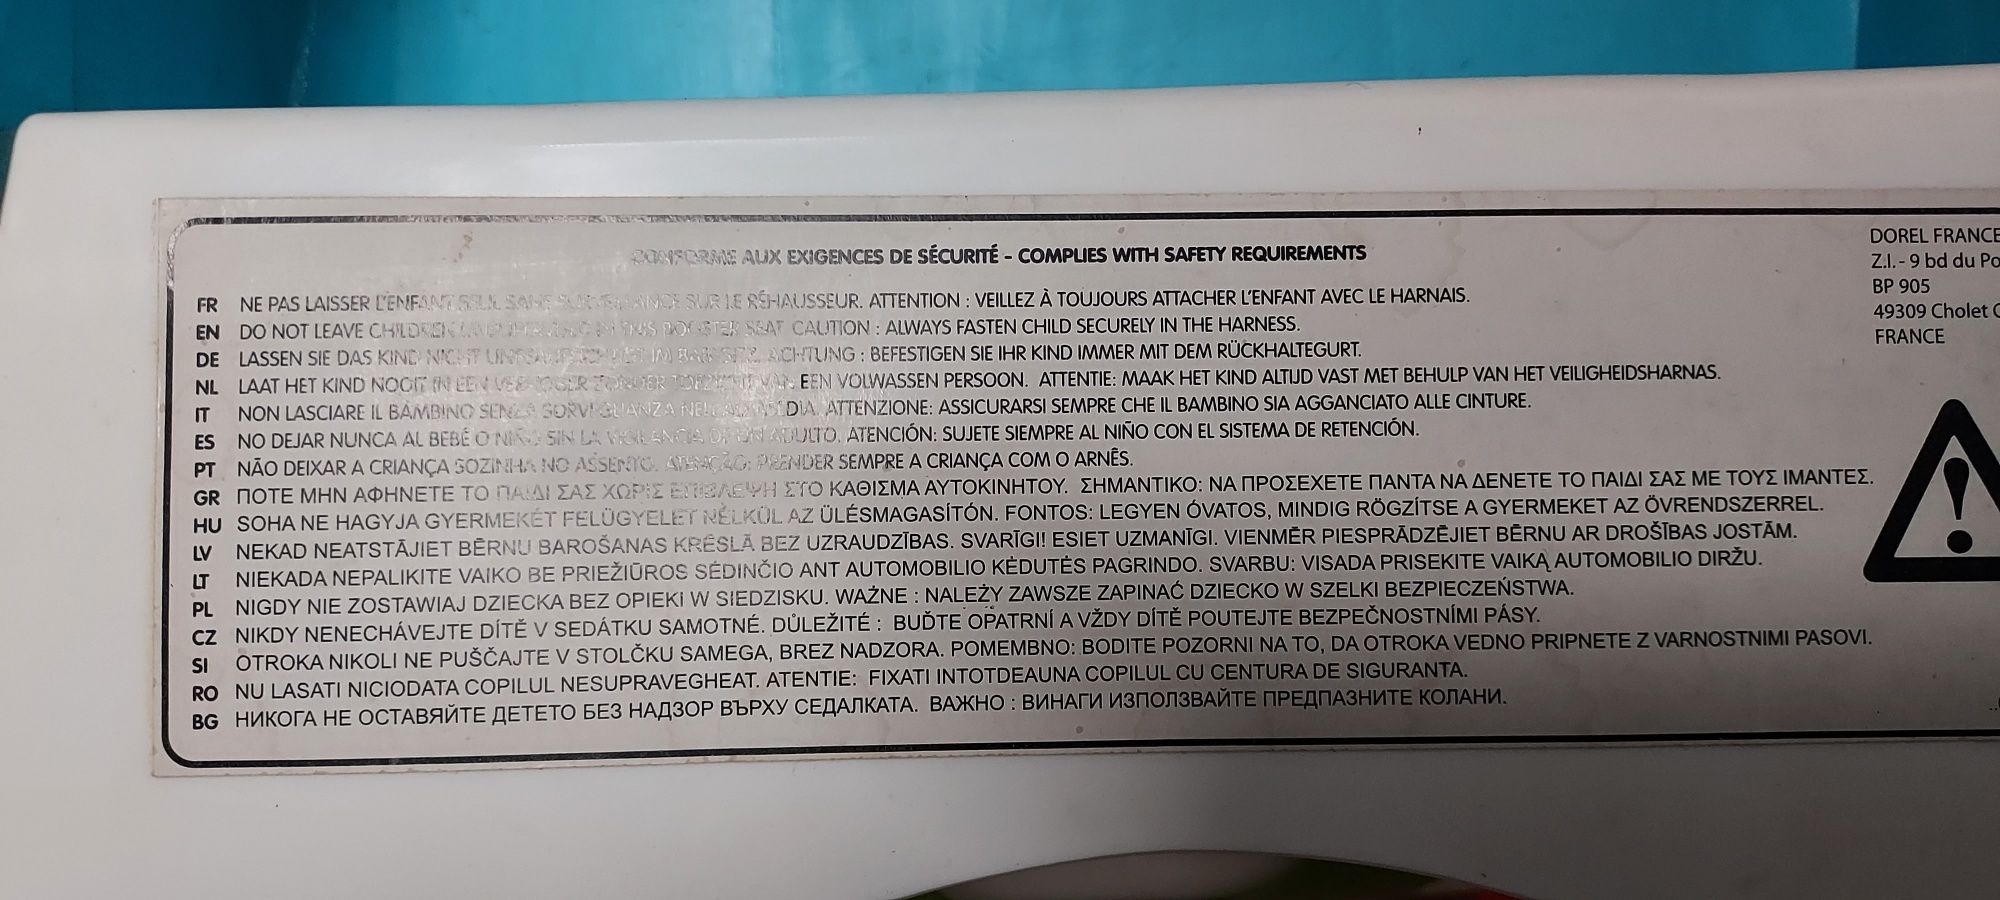 CONFORME AUX EXIGENCES DE SÉCURITÉ - COMPLIES WITH SAFETY REQUIREMENTS
FR NE PAS LAISSER L'ENFANT SEUL SANS SURVEILLANCE SUR LE RÉHAUSSEUR. ATTENTION : VEILLEZ À TOUJOURS ATTACHER L'ENFANT AVEC LE HARNAIS.
EN DO NOT LEAVE CHILDREN IN THIS BOOSTER SEAT. CAUTION : ALWAYS FASTEN CHILD SECURELY IN THE HARNESS.
DE LASSEN SIE DAS KIND NICHT UNBEAUFSICHTIGT IM ACHTUNG : BEFESTIGEN SIE IHR KIND IMMER MIT DEM RÜCKHALTEGURT.
NL LAAT HET KIND NOOIT IN EEN VERHOGER ZONDER TOEZICHT VAN EEN VOLWASSEN PERSOON. ATTENTIE: MAAK HET KIND ALTIJD VAST MET BEHULP VAN HET VEILIGHEIDSHARNAS.
IT NON LASCIARE IL BAMBINO SENZA SORVEGLIANZA ATTENZIONE: ASSICURARSI SEMPRE CHE IL BAMBINO SIA AGGANCIATO ALLE CINTURE.
ES NO DEJAR NUNCA AL BEBÉ O NIÑO SIN LA VIGILANCIA DE UN ADULTO. ATENCIÓN: SUJETE SIEMPRE AL NIÑO CON EL SISTEMA DE RETENCIÓN.
PT NÃO DEIXAR A CRIANÇA SOZINHA NO ASSENTO. ATENÇÃO: PRENDER SEMPRE A CRIANÇA COM O ARNÊS.
GR ΠΟΤΕ ΜΗΝ ΑΦΗΝΕΤΕ ΤΟ ΠΑΙΔΙ ΣΑΣ ΧΩΡΙΣ ΕΠΙΒΛΕΨΗ ΣΤΟ ΚΑΘΙΣΜΑ ΑΥΤΟΚΙΝΗΤΟΥ. ΣΗΜΑΝΤΙΚΟ: ΝΑ ΠΡΟΣΕΧΕΤΕ ΠΑΝΤΑ ΝΑ ΔΕΝΕΤΕ ΤΟ ΠΑΙΔΙ ΣΑΣ ΜΕ ΤΟΥΣ ΙΜΑΝΤΕΣ.
HU SOHA NE HAGYJA GYERMEKÉT FELÜGYELET NÉLKÜL AZ ÜLÉSMAGASÍTÓN. FONTOS: LEGYEN ÓVATOS, MINDIG RÖGZÍTSE A GYERMEKET AZ ÖVRENDSZERREL.
LV NEKAD NEATSTĀJIET BĒRNU BAROŠANAS KRĒSLĀ BEZ UZRAUDZĪBAS. SVARĪGI! ESIET UZMANĪGI. VIENMĒR PIESPRĀDZĒJIET BĒRNU AR DROŠĪBAS JOSTĀM.
LT NIEKADA NEPALIKITE VAIKO BE PRIEŽIŪROS SĖDINČIO ANT AUTOMOBILIO KĖDUTĖS PAGRINDO. SVARBU: VISADA PRISEKITE VAIKĄ AUTOMOBILIO DIRŽU.
PL NIGDY NIE ZOSTAWIAJ DZIECKA BEZ OPIEKI W SIEDZISKU. WAŻNE : NALEŻY ZAWSZE ZAPINAĆ DZIECKO W SZELKI BEZPIECZEŃSTWA.
CZ NIKDY NENECHÁVEJTE DÍTĚ V SEDÁTKU SAMOTNÉ. DŮLEŽITÉ : BUĎTE OPATRNÍ A VŽDY DÍTĚ POUTEJTE BEZPEČNOSTNÍMI PÁSY.
SI OTROKA NIKOLI NE PUŠČAJTE V STOLČKU SAMEGA, BREZ NADZORA. POMEMBNO: BODITE POZORNI NA TO, DA OTROKA VEDNO PRIPNETE Z VARNOSTNIMI PASOVI.
RO NU LASATI NICIODATA COPILUL NESUPRAVEGHEAT. ATENTIE: FIXATI INTOTDEAUNA COPILUL CU CENTURA DE SIGURANTA.
BG НИКОГА НЕ ОСТАВЯЙТЕ ДЕТЕТО БЕЗ НАДЗОР ВЪРХУ СЕДАЛКАТА. ВАЖНО : ВИНАГИ ИЗПОЛЗВАЙТЕ ПРЕДПАЗНИТЕ КОЛАНИ.
DOREL FRANCE
Z.I. - 9 bd du Po
BP 905
49309 Cholet C
FRANCE
!